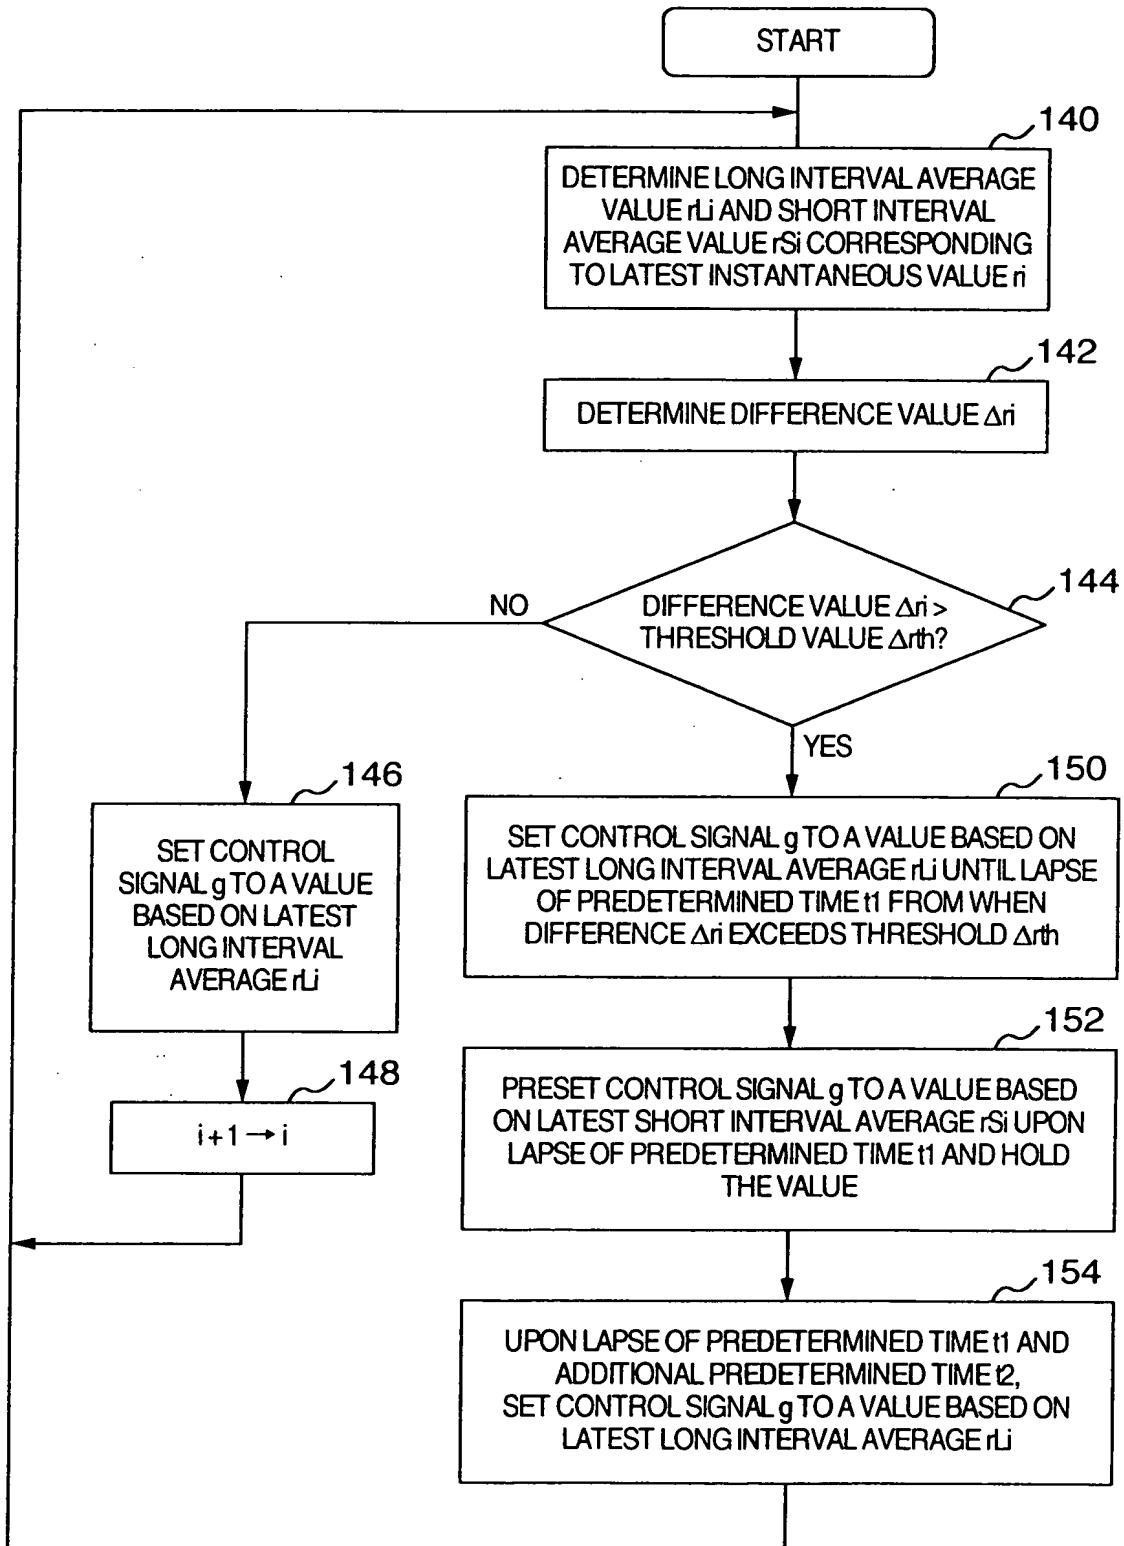 START
140
DETERMINE LONG INTERVAL AVERAGE
VALUE rLi AND SHORT INTERVAL
AVERAGE VALUE rSi CORRESPONDING
TO LATEST INSTANTANEOUS VALUE ri
142
DETERMINE DIFFERENCE VALUE Δri
144
DIFFERENCE VALUE Δri >
THRESHOLD VALUE Δrth?
NO
YES
146
SET CONTROL
SIGNAL g TO A VALUE
BASED ON LATEST
LONG INTERVAL
AVERAGE rLi
148
i+1→i
150
SET CONTROL SIGNAL g TO A VALUE BASED ON
LATEST LONG INTERVAL AVERAGE rLi UNTIL LAPSE
OF PREDETERMINED TIME t1 FROM WHEN
DIFFERENCE Δri EXCEEDS THRESHOLD Δrth
152
PRESET CONTROL SIGNAL g TO A VALUE BASED
ON LATEST SHORT INTERVAL AVERAGE rSi UPON
LAPSE OF PREDETERMINED TIME t1 AND HOLD
THE VALUE
154
UPON LAPSE OF PREDETERMINED TIME t1 AND
ADDITIONAL PREDETERMINED TIME t2,
SET CONTROL SIGNAL g TO A VALUE BASED ON
LATEST LONG INTERVAL AVERAGE rLi